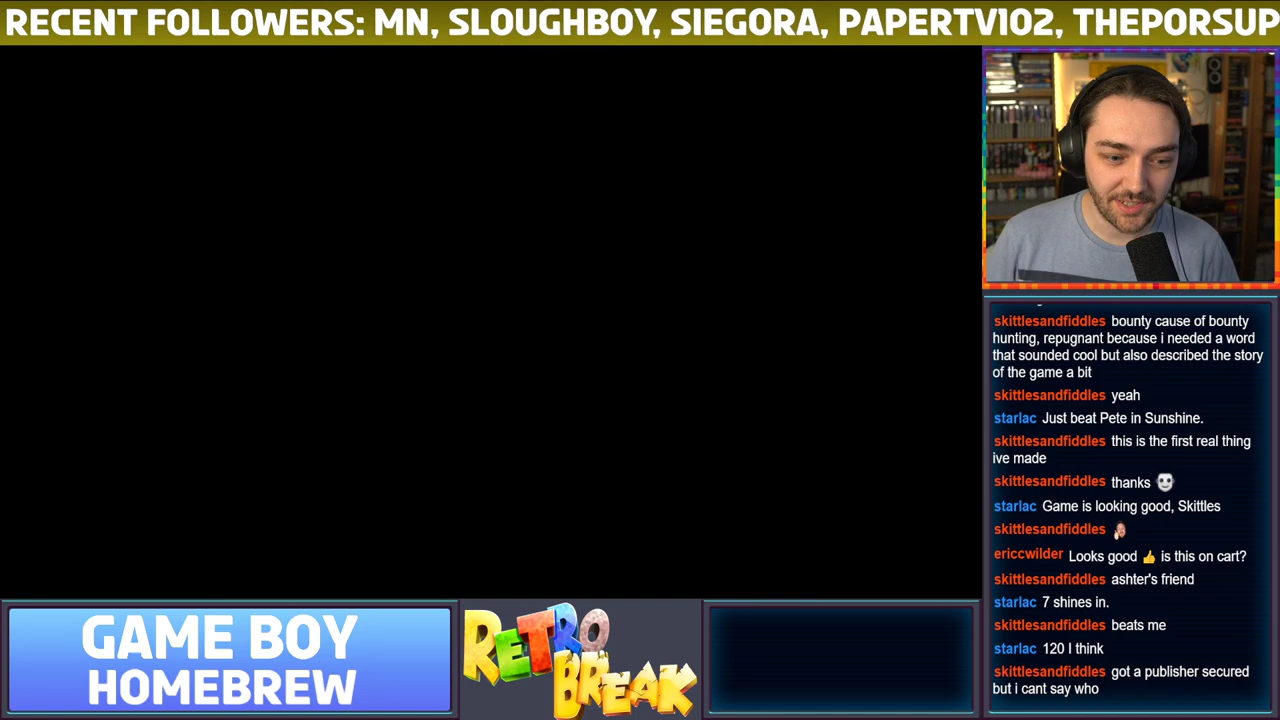 RECENT FOLLOWERS: MN, SLOUGHBOY, SIEGORA, PAPERTV102, THEPORSUP
skittlesandfiddles bounty cause of bounty
hunting, repugnant because i needed a word
that sounded cool but also described the story
of the game a bit
skittlesandfiddles yeah
starlac Just beat Pete in Sunshine.
skittlesandfiddles this is the first real thing
ive made
skittlesandfiddles thanks
starlac Game is looking good, Skittles
skittlesandfiddles
ericcwilder Looks good 👍 is this on cart?
skittlesandfiddles ashter's friend
starlac 7 shines in.
skittlesandfiddles beats me
starlac 120 I think
skittlesandfiddles got a publisher secured
but i cant say who
GAME BOY
HOMEBREW
RETRO
BREAK